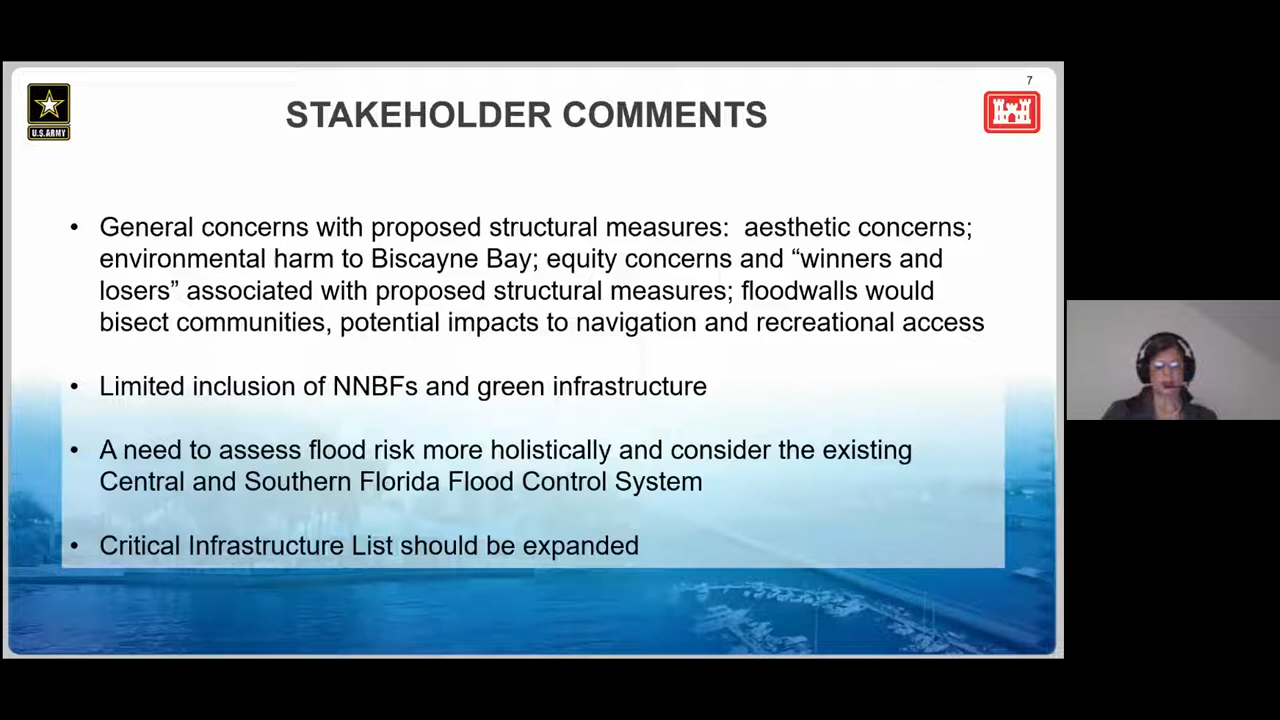 7
U.S.ARMY
STAKEHOLDER COMMENTS
• General concerns with proposed structural measures:  aesthetic concerns;
environmental harm to Biscayne Bay; equity concerns and “winners and
losers” associated with proposed structural measures; floodwalls would
bisect communities, potential impacts to navigation and recreational access
• Limited inclusion of NNBFs and green infrastructure
• A need to assess flood risk more holistically and consider the existing
Central and Southern Florida Flood Control System
• Critical Infrastructure List should be expanded